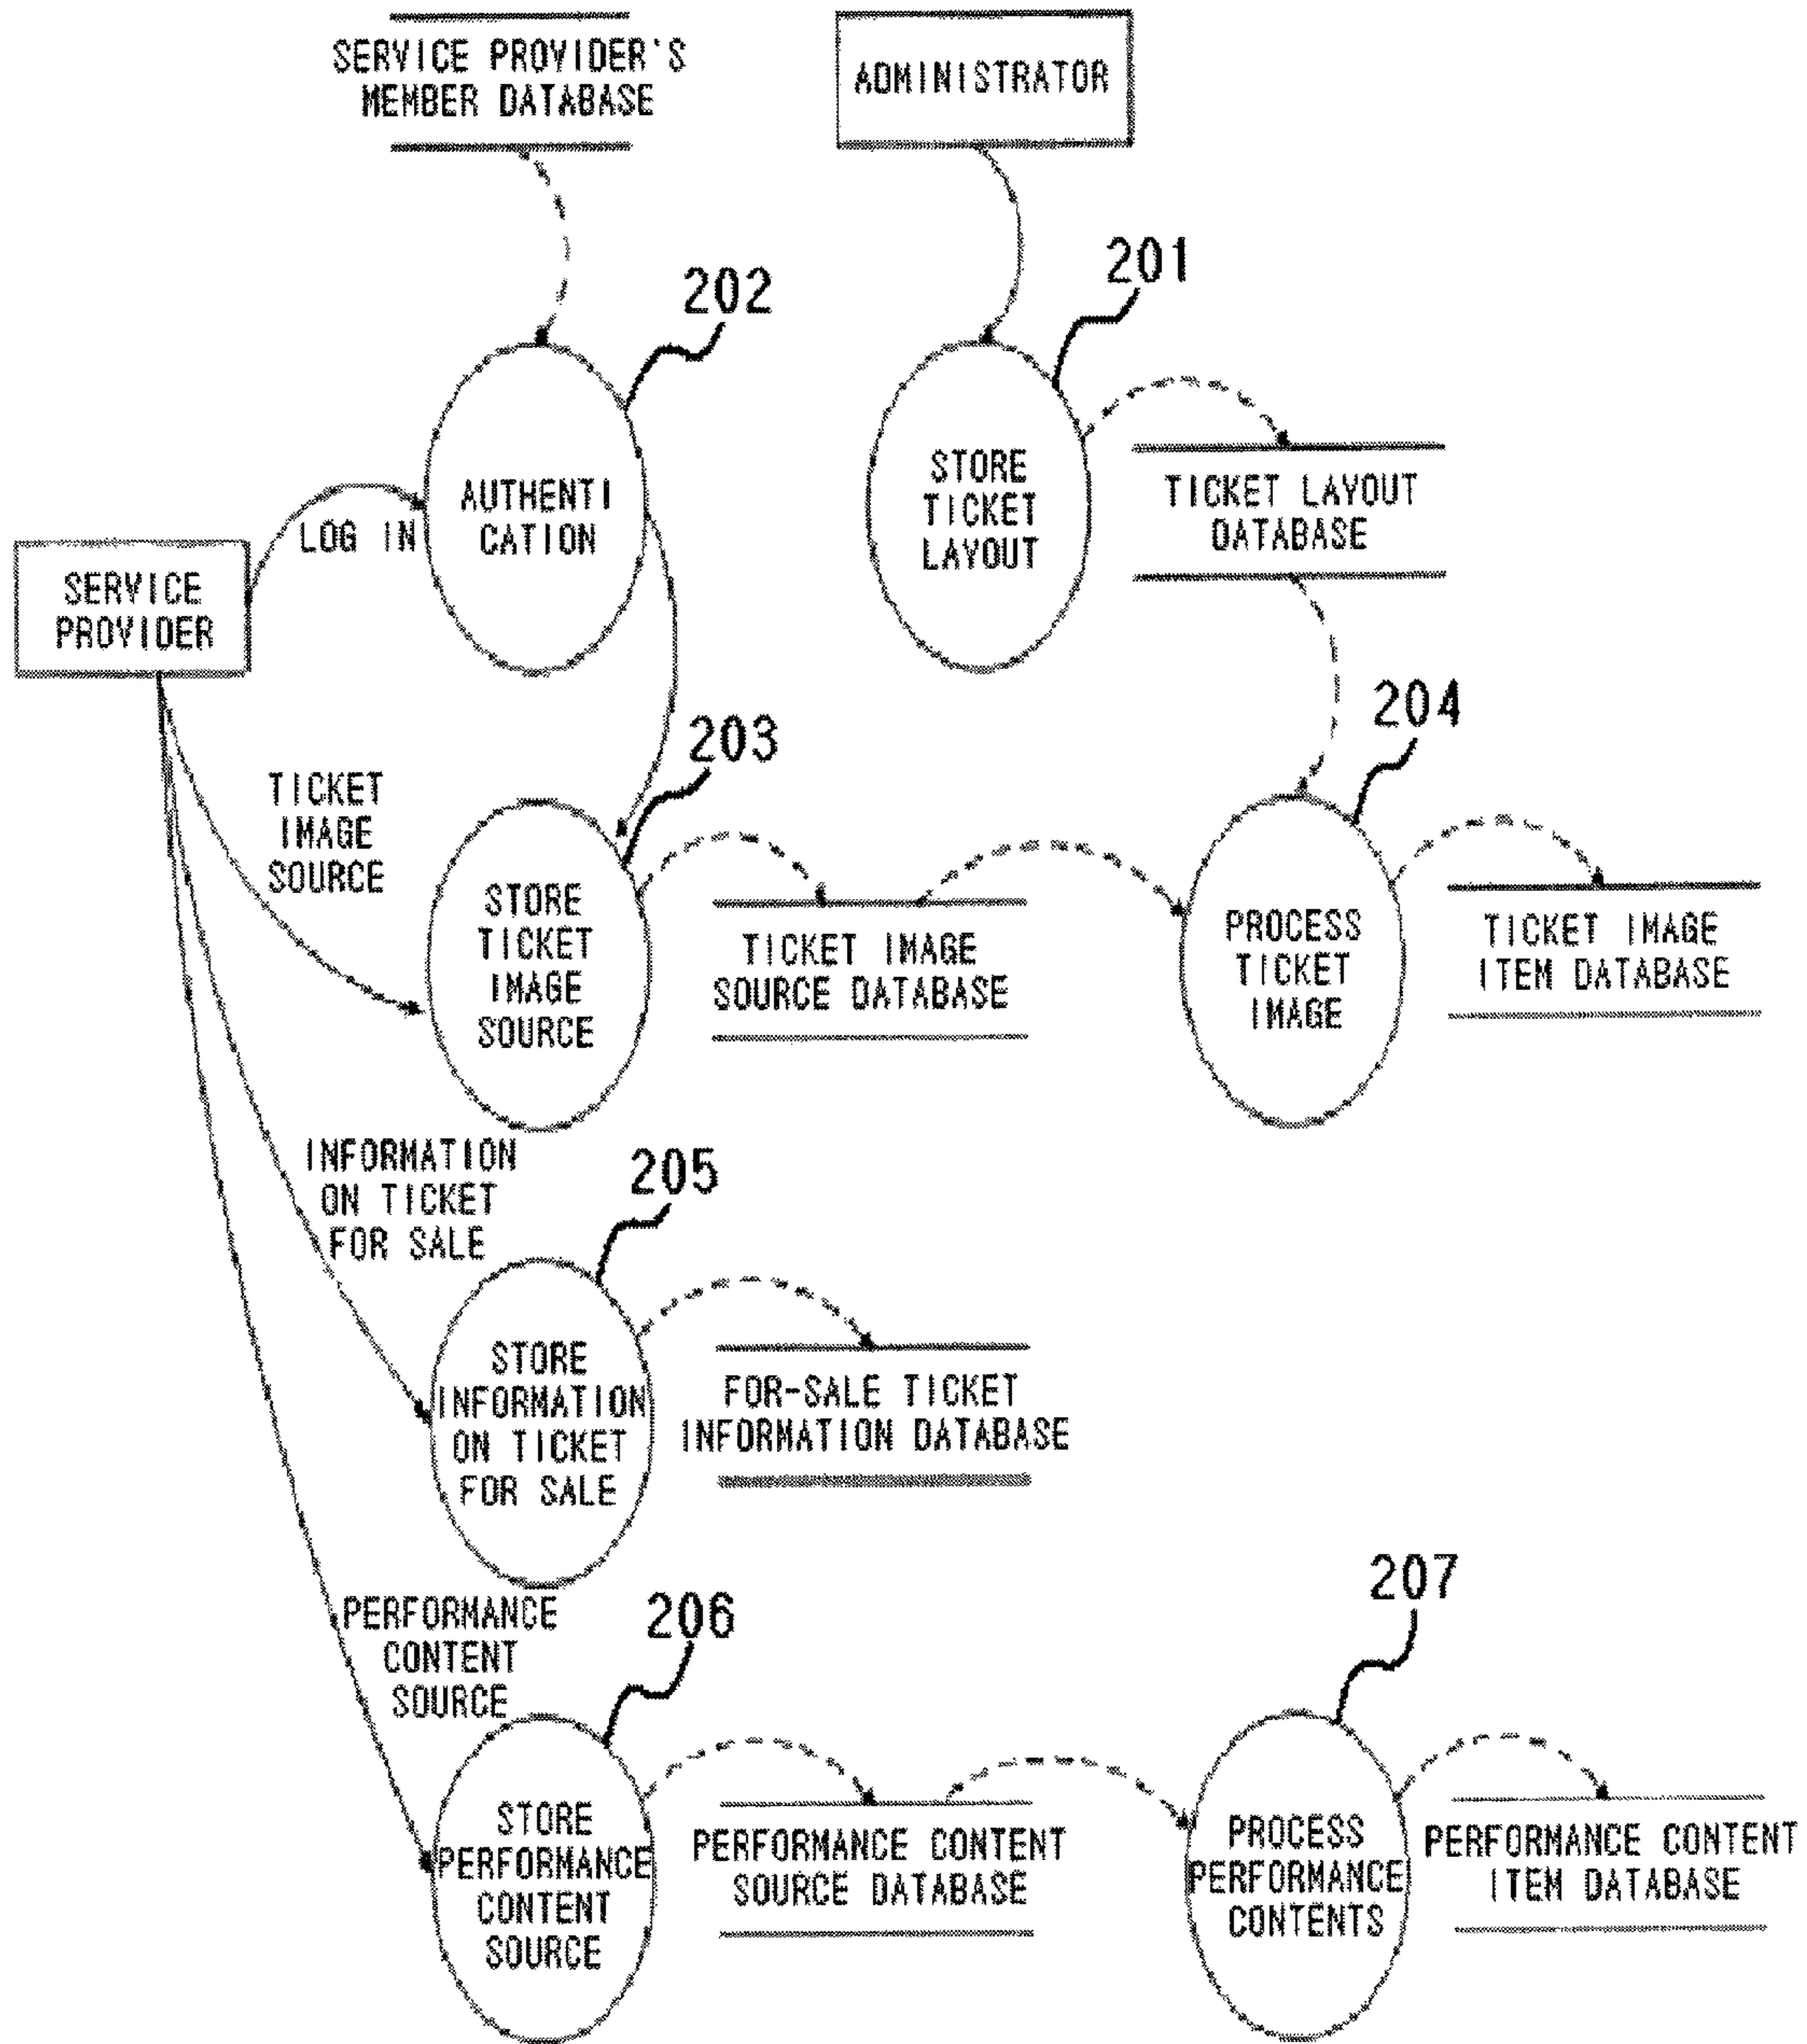 SERVICE PROVIDER'S
MEMBER DATABASE
ADMINISTRATOR
202
201
AUTHENTI
CATION
LOG IN
STORE
TICKET
LAYOUT
TICKET LAYOUT
DATABASE
SERVICE
PROVIDER
203
204
TICKET
IMAGE
SOURCE
STORE
TICKET
IMAGE
SOURCE
TICKET IMAGE
SOURCE DATABASE
PROCESS
TICKET
IMAGE
TICKET IMAGE
ITEM DATABASE
INFORMATION
ON TICKET
FOR SALE
205
STORE
INFORMATION
ON TICKET
FOR SALE
FOR-SALE TICKET
INFORMATION DATABASE
PERFORMANCE
CONTENT
SOURCE
206
207
STORE
PERFORMANCE
CONTENT
SOURCE
PERFORMANCE CONTENT
SOURCE DATABASE
PROCESS
PERFORMANCE
CONTENTS
PERFORMANCE CONTENT
ITEM DATABASE